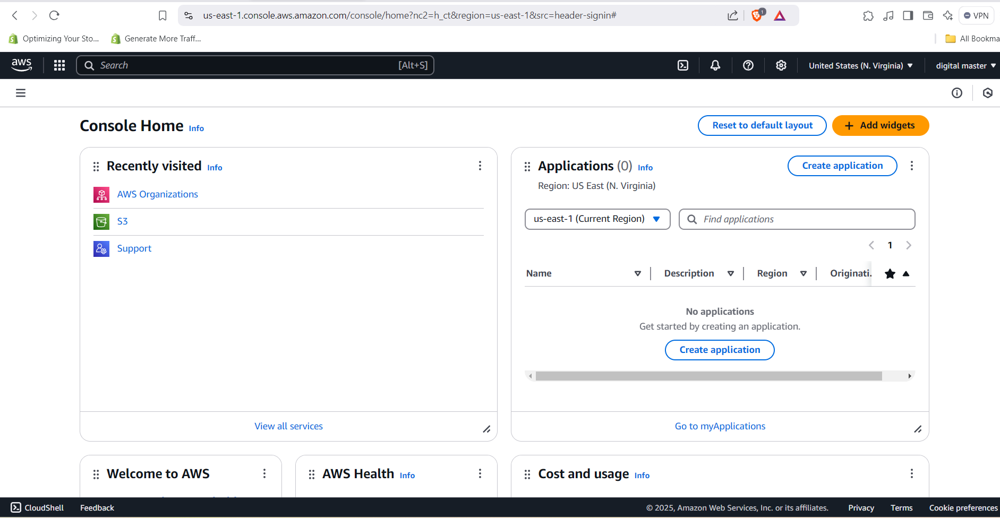 us-east-1.console.aws.amazon.com/console/home?nc2=h_ct&region=us-east-1&src=header-signin#
1
VPN
Optimizing Your Sto...
Generate More Traff...
All Bookma
aws
Search
[Alt+S]
United States (N. Virginia)
digital master
Console Home Info
Reset to default layout
+ Add widgets
Recently visited Info
AWS Organizations
S3
Support
View all services
Applications (0) Info
Create application
Region: US East (N. Virginia)
us-east-1 (Current Region)
Find applications
1
Name
Description
Region
Originati.
No applications
Get started by creating an application.
Create application
Go to myApplications
Welcome to AWS
AWS Health Info
Cost and usage Info
CloudShell
Feedback
© 2025, Amazon Web Services, Inc. or its affiliates.
Privacy
Terms
Cookie preferences